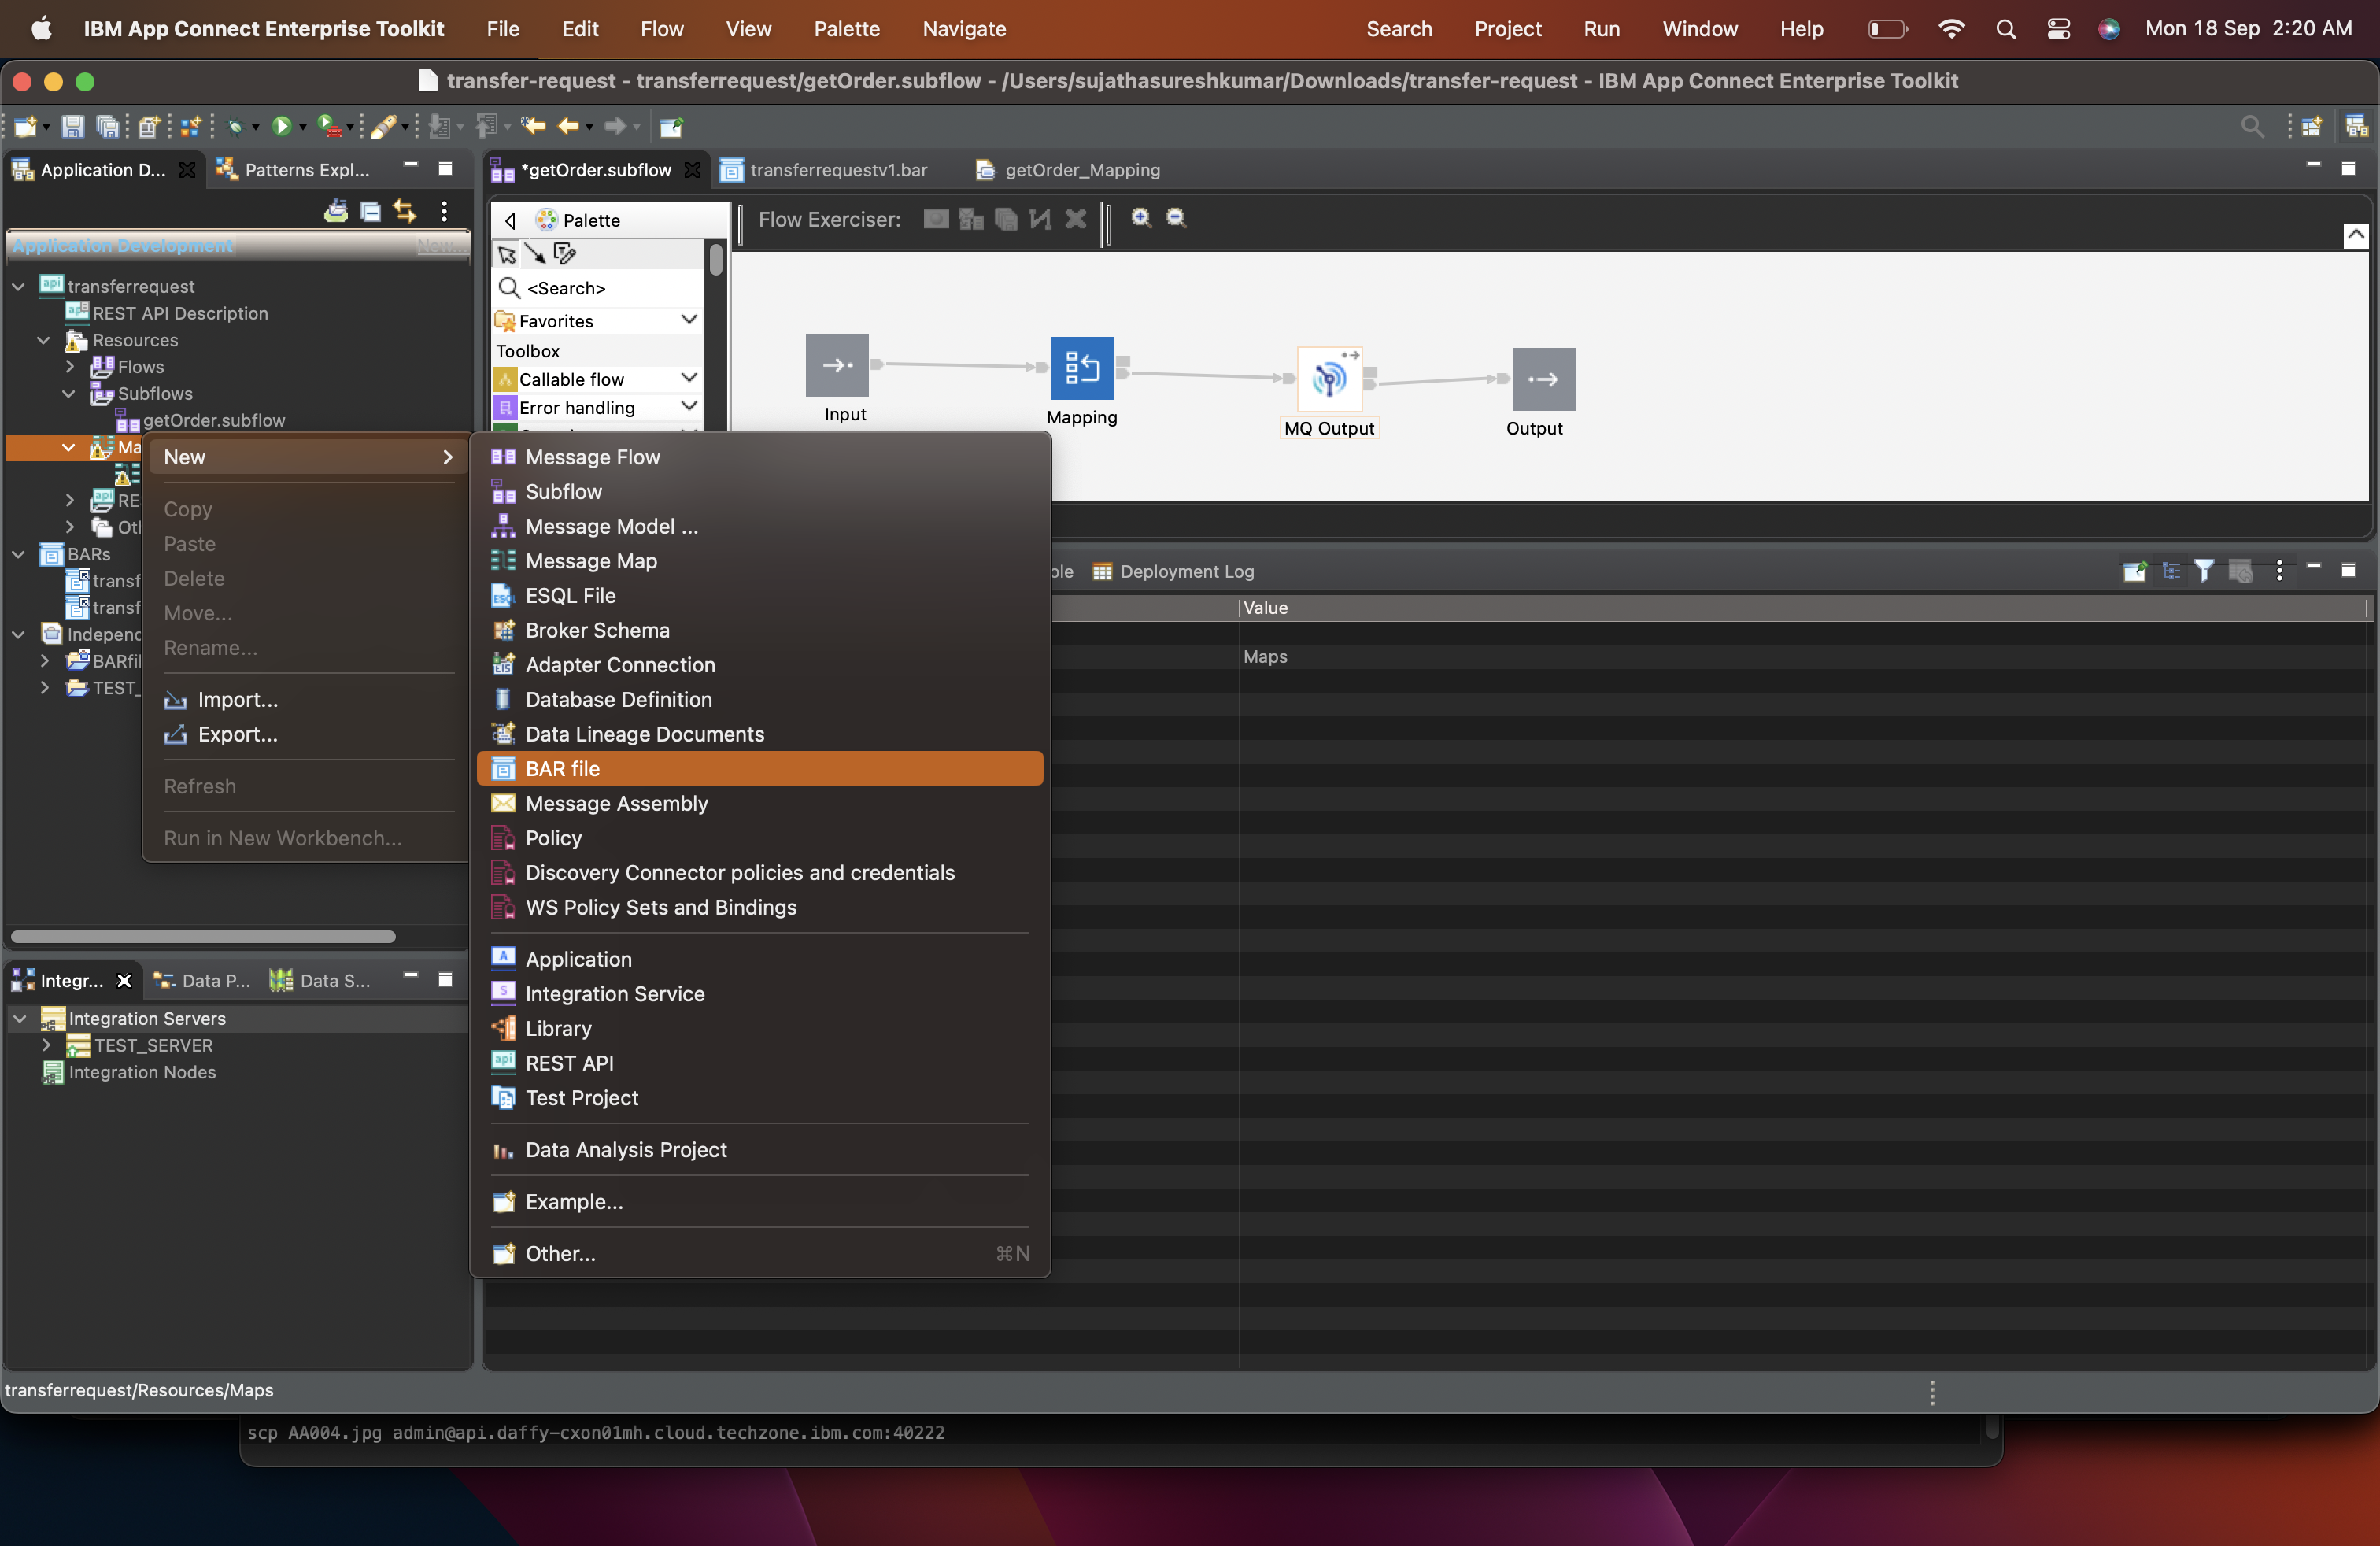 IBM App Connect Enterprise Toolkit File Edit Flow View Palette Navigate Search Project Run Window Help Mon 18 Sep 2:20 AM
transfer-request - transferrequest/getOrder.subflow - /Users/sujathasureshkumar/Downloads/transfer-request - IBM App Connect Enterprise Toolkit
Application D... Patterns Expl... *getOrder.subflow transferrequestv1.bar getOrder_Mapping
Palette Flow Exerciser:
Application Development New...
<Search>
Favorites
Toolbox
Callable flow
Error handling
transferrequest
REST API Description
Resources
Flows
Subflows
getOrder.subflow
Ma
RE
Otl
BARs
transf
transf
Independ
BARfil
TEST_
Input
Mapping
MQ Output
Output
New
Copy
Paste
Delete
Move...
Rename...
Import...
Export...
Refresh
Run in New Workbench...
Message Flow
Subflow
Message Model ...
Message Map
ESQL File
Broker Schema
Adapter Connection
Database Definition
Data Lineage Documents
BAR file
Message Assembly
Policy
Discovery Connector policies and credentials
WS Policy Sets and Bindings
Application
Integration Service
Library
REST API
Test Project
Data Analysis Project
Example...
Other... ⌘N
ole Deployment Log
Value
Maps
Integr... Data P... Data S...
Integration Servers
TEST_SERVER
Integration Nodes
transferrequest/Resources/Maps
scp AA004.jpg admin@api.daffy-cxon01mh.cloud.techzone.ibm.com:40222